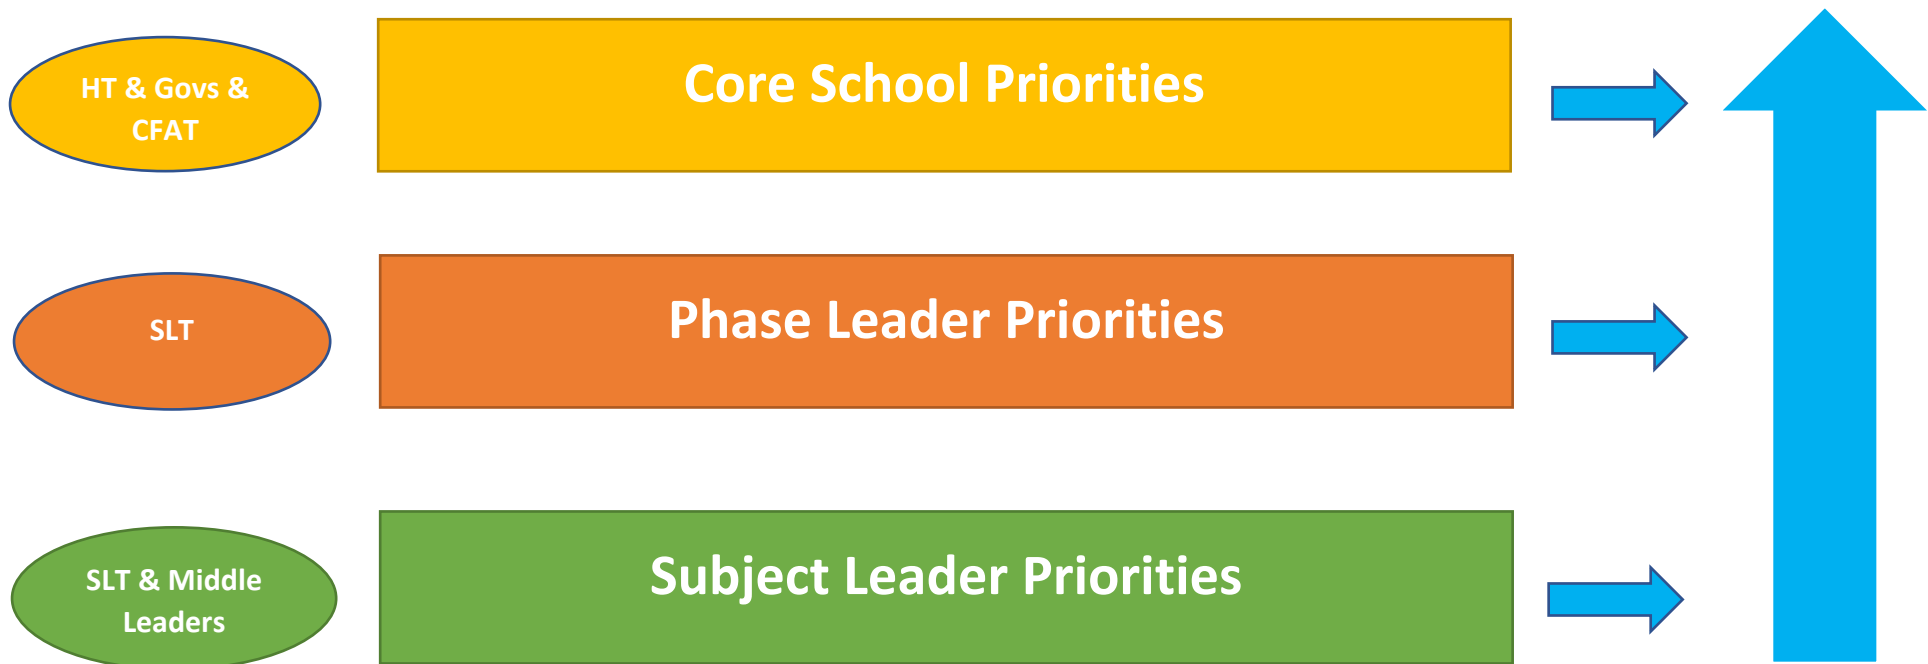 HT & Govs &
CFAT
Core School Priorities
SLT
Phase Leader Priorities
SLT & Middle
Leaders
Subject Leader Priorities